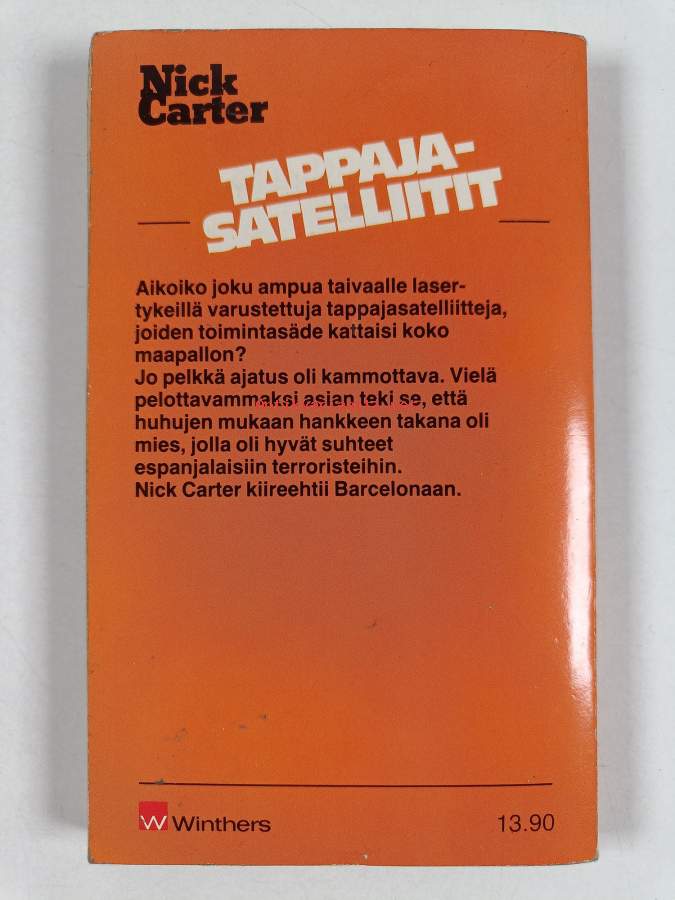 Nick
Carter
TAPPAJA-
SATELLIITIT
Aikoiko joku ampua taivaalle laser-
tykeillä varustettuja tappajasatelliitteja,
joiden toimintasäde kattaisi koko
maapallon?
Jo pelkkä ajatus oli kammottava. Vielä
pelottavammaksi asian teki se, että
huhujen mukaan hankkeen takana oli
mies, jolla oli hyvät suhteet
espanjalaisiin terroristeihin.
Nick Carter kiireehtii Barcelonaan.
W Winthers
13.90